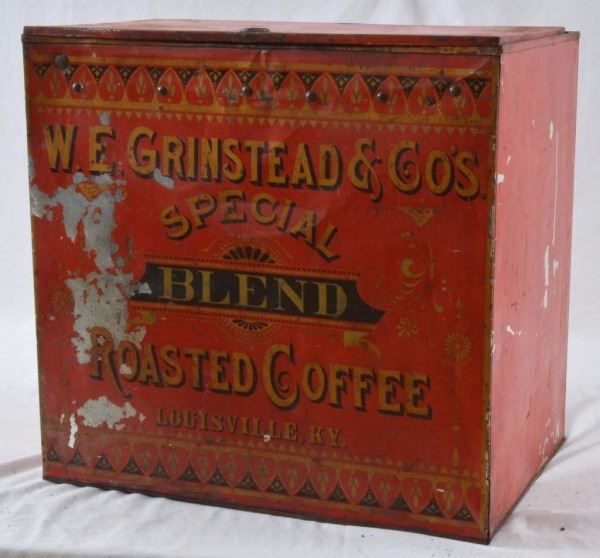 W. E. GRINSTEAD & CO'S.
SPECIAL
BLEND
ROASTED COFFEE
LOUISVILLE, KY.